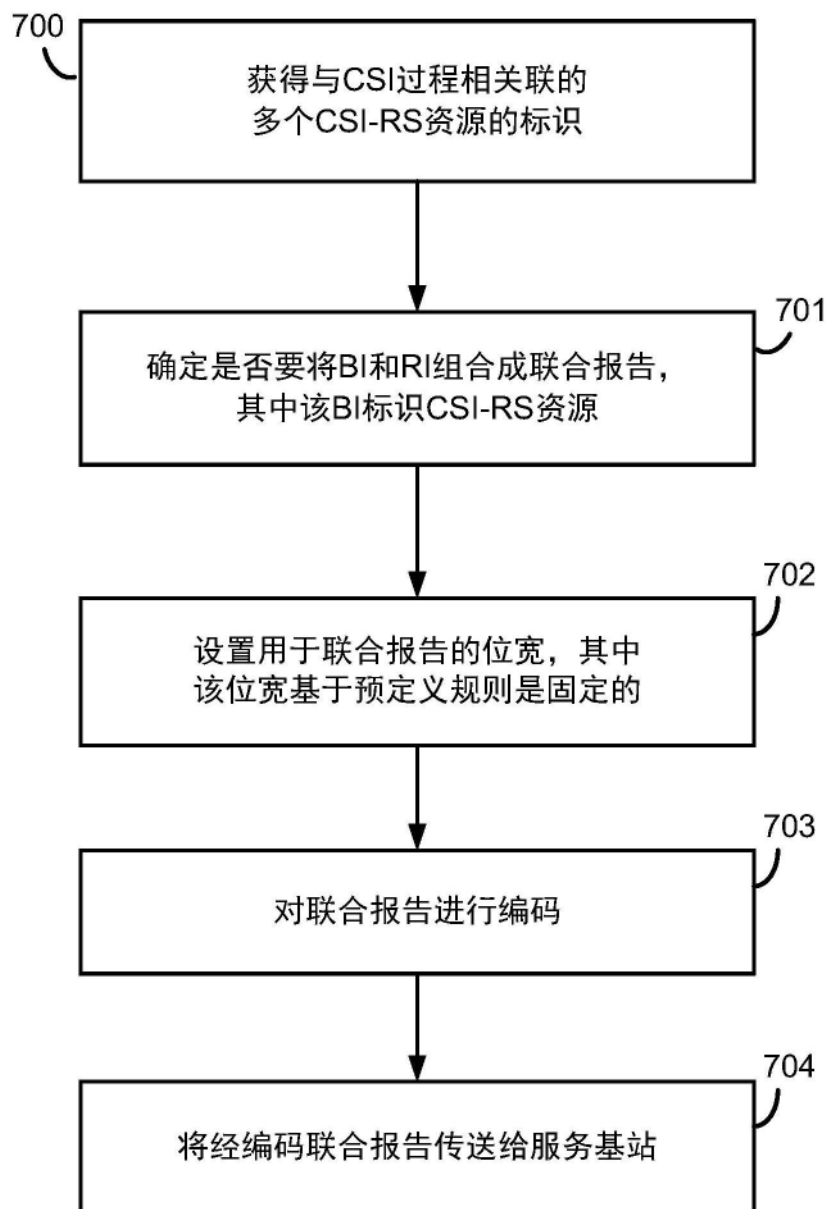 700
获得与CSI过程相关联的
多个CSI-RS资源的标识
701
确定是否要将BI和RI组合成联合报告，
其中该BI标识CSI-RS资源
702
设置用于联合报告的位宽，其中
该位宽基于预定义规则是固定的
703
对联合报告进行编码
704
将经编码联合报告传送给服务基站